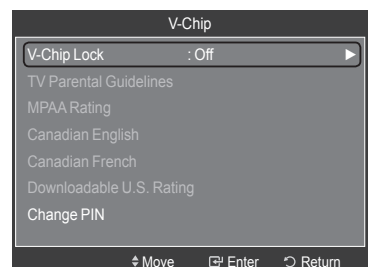 V-Chip
V-Chip Lock : Off ►
TV Parental Guidelines
MPAA Rating
Canadian English
Canadian French
Downloadable U.S. Rating
Change PIN
Move Enter Return